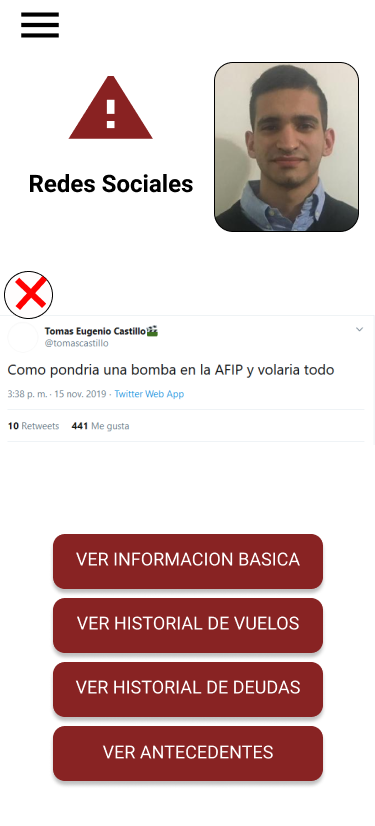 Redes Sociales
Tomas Eugenio Castillo
@tomascastillo
Como pondria una bomba en la AFIP y volaria todo
3:38 p. m. · 15 nov. 2019 · Twitter Web App
10 Retweets 441 Me gusta
VER INFORMACION BASICA
VER HISTORIAL DE VUELOS
VER HISTORIAL DE DEUDAS
VER ANTECEDENTES